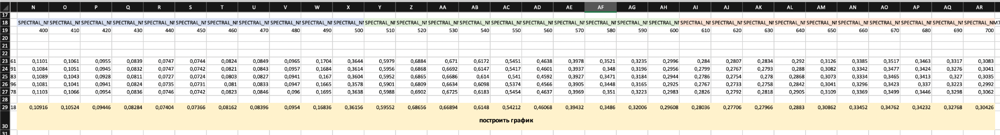 N O P Q R S T U V W X Y Z AA AB AC AD AE AF AG AH AI AJ AK AL AM AN AO AP AQ AR
17
18 SPECTRAL_NI SPECTRAL_NI SPECTRAL_NI SPECTRAL_NI SPECTRAL_NI SPECTRAL_NI SPECTRAL_NI SPECTRAL_NI SPECTRAL_NI SPECTRAL_NI SPECTRAL_NI SPECTRAL_NI SPECTRAL_NI SPECTRAL_NI SPECTRAL_NI SPECTRAL_NI SPECTRAL_NI SPECTRAL_NI SPECTRAL_NI SPECTRAL_NI SPECTRAL_NI SPECTRAL_NI SPECTRAL_NI SPECTRAL_NI SPECTRAL_NI SPECTRAL_NI SPECTRAL_NI SPECTRAL_NI SPECTRAL_NI SPECTRAL_NI SPECTRAL_NM7
19 400 410 420 430 440 450 460 470 480 490 500 510 520 530 540 550 560 570 580 590 600 610 620 630 640 650 660 670 680 690 700
20
21
22
23 61 0,1101 0,1061 0,0955 0,0839 0,0747 0,0744 0,0824 0,0849 0,0965 0,1704 0,3644 0,5979 0,6884 0,671 0,6172 0,5451 0,4638 0,3978 0,3521 0,3235 0,2996 0,284 0,2807 0,2834 0,292 0,3126 0,3385 0,3517 0,3463 0,3317 0,3083
24 91 0,1084 0,1051 0,0945 0,0832 0,0747 0,0742 0,0821 0,0843 0,0957 0,1684 0,3614 0,5956 0,6868 0,6692 0,6147 0,5417 0,4601 0,3937 0,348 0,3196 0,2956 0,2799 0,2767 0,2793 0,288 0,3082 0,3342 0,3477 0,3424 0,3276 0,3041
25 83 0,1089 0,1043 0,0928 0,0811 0,0727 0,0724 0,0803 0,0827 0,0941 0,167 0,3604 0,5952 0,6865 0,6686 0,614 0,541 0,4592 0,3927 0,3471 0,3184 0,2944 0,2786 0,2754 0,278 0,2868 0,3073 0,3334 0,3465 0,3413 0,327 0,3035
26 96 0,1081 0,1041 0,0941 0,0824 0,0735 0,0731 0,081 0,0833 0,0947 0,1665 0,3578 0,5901 0,6809 0,6634 0,6098 0,5374 0,4566 0,3905 0,3448 0,3165 0,2925 0,2767 0,2733 0,2758 0,2842 0,3041 0,3296 0,3423 0,337 0,3223 0,2992
27 78 0,1103 0,1066 0,0954 0,0836 0,0746 0,0742 0,0823 0,0846 0,096 0,1695 0,3638 0,5988 0,6902 0,6725 0,6183 0,5454 0,4637 0,3969 0,351 0,3223 0,2983 0,2826 0,2792 0,2818 0,2905 0,3109 0,3369 0,3499 0,3446 0,3298 0,3062
28
29 18 0,10916 0,10524 0,09446 0,08284 0,07404 0,07366 0,08162 0,08396 0,0954 0,16836 0,36156 0,59552 0,68656 0,66894 0,6148 0,54212 0,46068 0,39432 0,3486 0,32006 0,29608 0,28036 0,27706 0,27966 0,2883 0,30862 0,33452 0,34762 0,34232 0,32768 0,30426
построить график
30
31